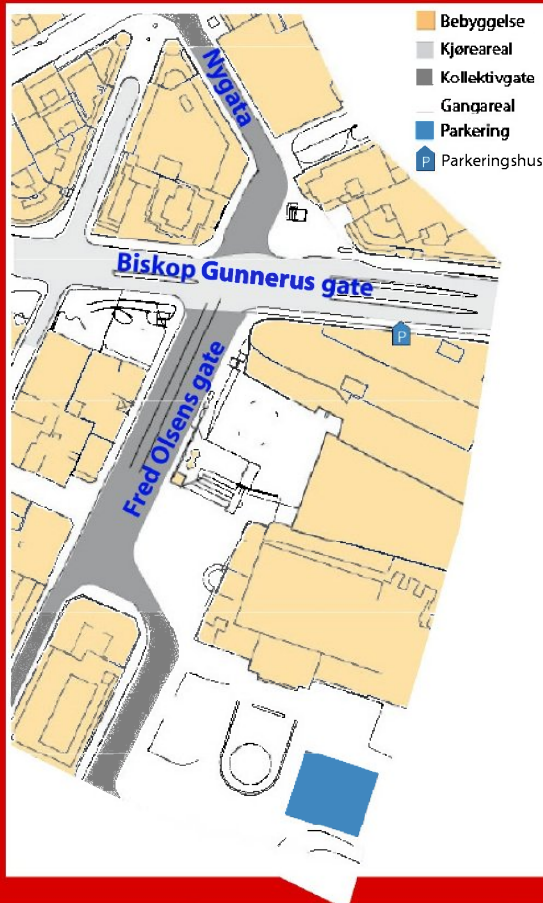 Bebyggelse
Kjøreareal
Kollektivgate
Gangareal
Parkering
P Parkeringshus
Nygata
Biskop Gunnerus gate
P
Fred Olsens gate